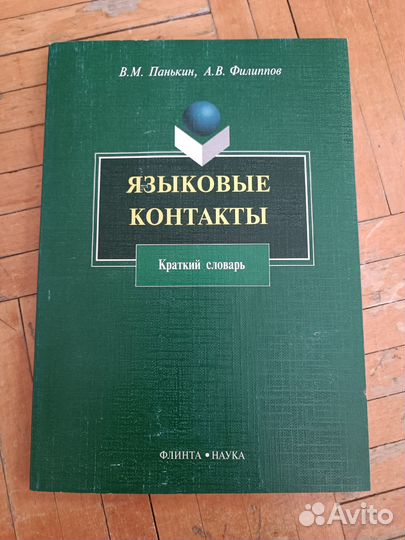 В.М. Панькин, А.В. Филиппов
ЯЗЫКОВЫЕ
КОНТАКТЫ
Краткий словарь
ФЛИНТА • НАУКА
Avito